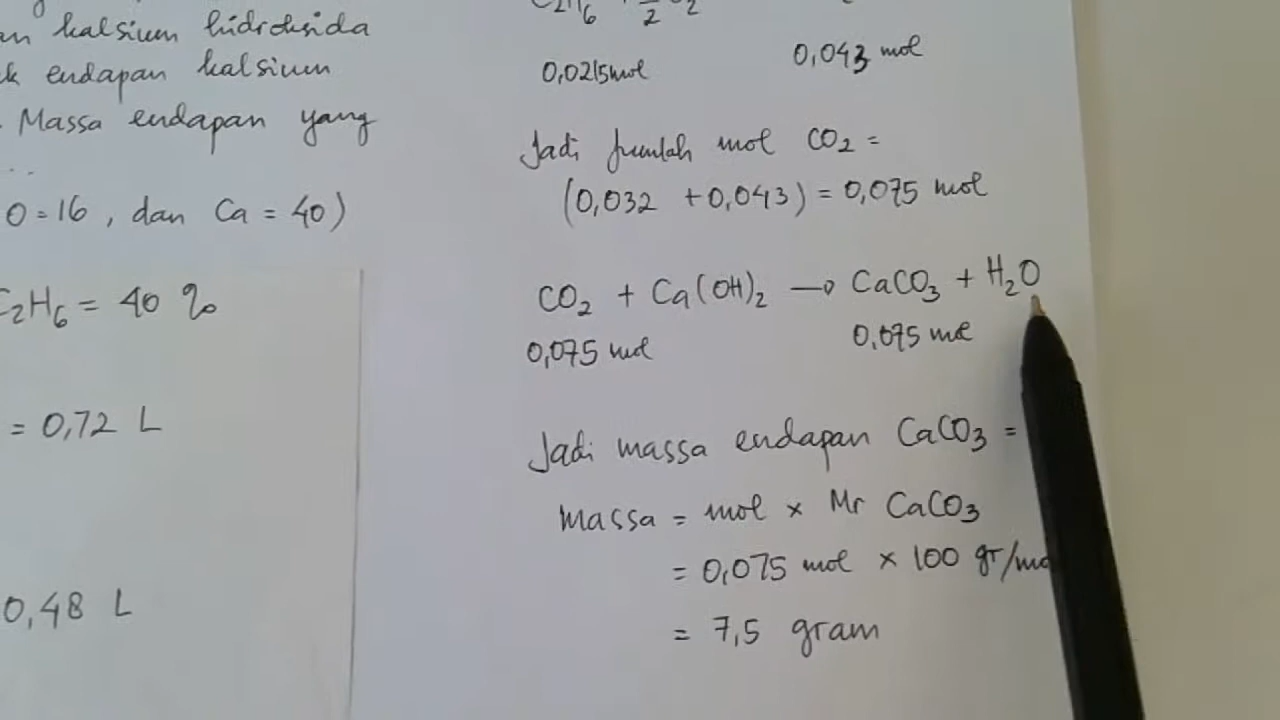 kalsium hidroksida
endapan kalsium
Massa endapan yang
...
O = 16, dan Ca = 40)
C2H6 = 40 %
= 0,72 L
0,48 L
0,0215 mol 0,043 mol
Jadi Jumlah mol CO2 =
(0,032 + 0,043) = 0,075 mol
CO2 + Ca(OH)2 → CaCO3 + H2O
0,075 mol 0,075 mol
Jadi massa endapan CaCO3 =
Massa = mol × Mr CaCO3
= 0,075 mol × 100 gr/mo
= 7,5 gram